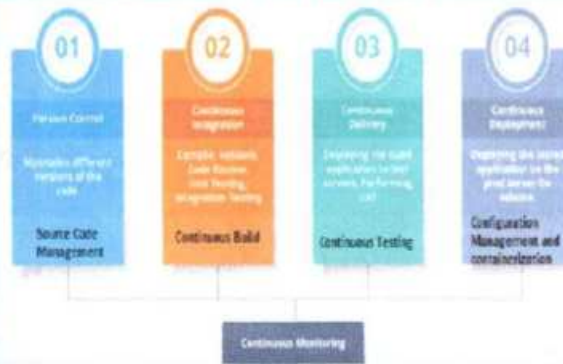 01
Version Control
Maintains different
versions of the
code
Source Code
Management
02
Continuous
Integration
Compile, validate,
Code Review,
Unit Testing,
Integration Testing
Continuous Build
03
Continuous
Delivery
Deploying the build
application to test
servers, Performing
UAT
Continuous Testing
04
Continuous
Deployment
Deploying the tested
application on the
prod server for
release
Configuration
Management and
containerization
Continuous Monitoring